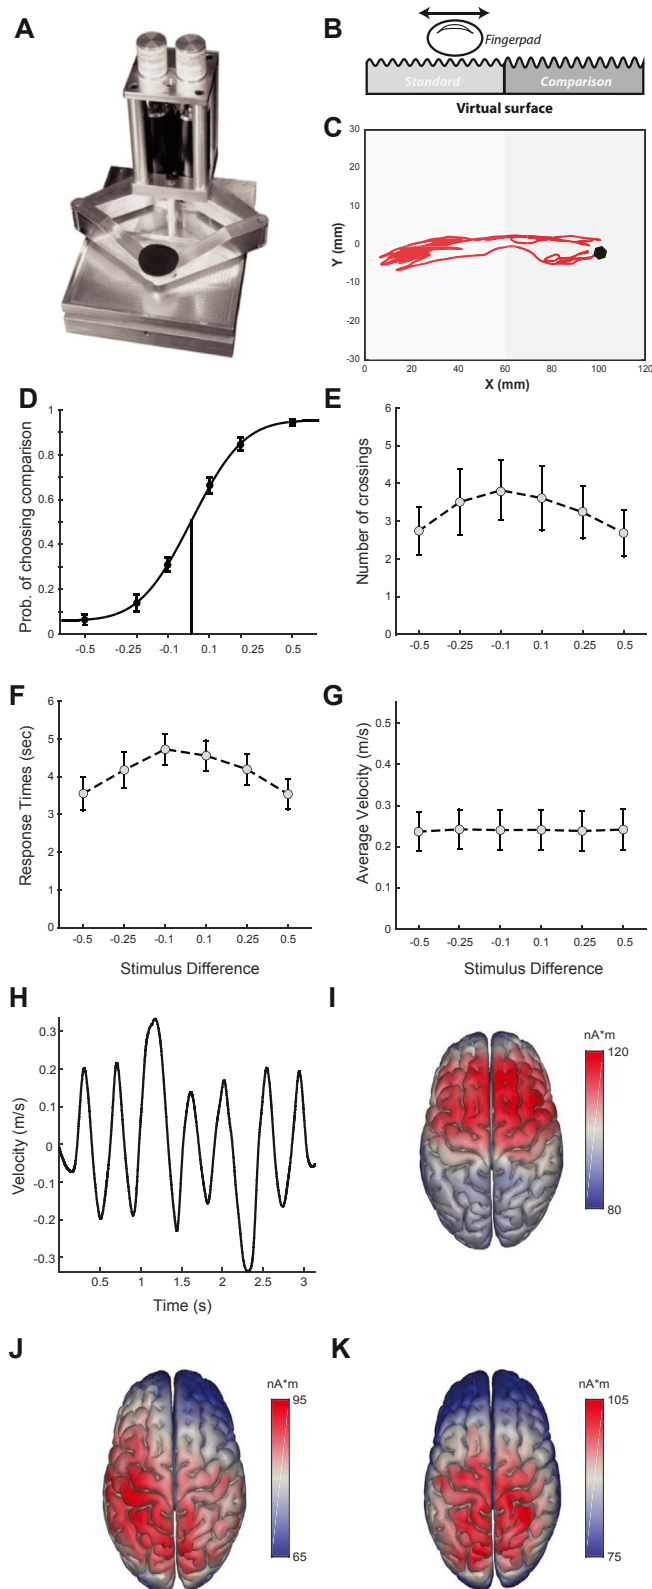 A
B
Fingerpad
Standard
Comparison
Virtual surface
C
30
20
10
0
-10
-20
-30
Y (mm)
0
20
40
60
80
100
120
X (mm)
D
1
0.8
0.6
0.4
0.2
0
Prob. of choosing comparison
-0.5
-0.25
-0.1
0.1
0.25
0.5
E
6
5
4
3
2
1
0
Number of crossings
-0.5
-0.25
-0.1
0.1
0.25
0.5
F
6
5
4
3
2
1
0
Response Times (sec)
-0.5
-0.25
-0.1
0.1
0.25
0.5
Stimulus Difference
G
0.5
0.4
0.3
0.2
0.1
0
Average Velocity (m/s)
-0.5
-0.25
-0.1
0.1
0.25
0.5
Stimulus Difference
H
0.3
0.2
0.1
0
-0.1
-0.2
-0.3
Velocity (m/s)
0.5
1
1.5
2
2.5
3
Time (s)
I
nA*m
120
80
J
nA*m
95
65
K
nA*m
105
75